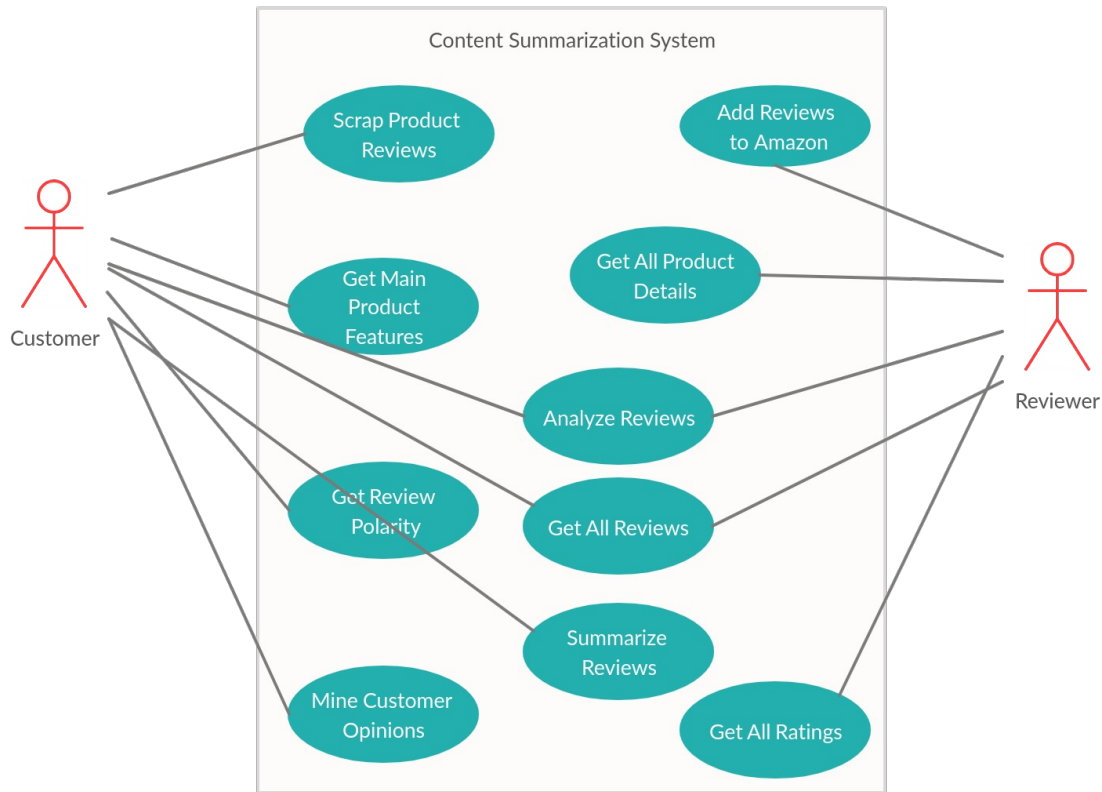 Content Summarization System
Scrap Product
Reviews
Add Reviews
to Amazon
Get All Product
Details
Get Main
Product
Features
Customer
Reviewer
Analyze Reviews
Get Review
Polarity
Get All Reviews
Summarize
Reviews
Mine Customer
Opinions
Get All Ratings